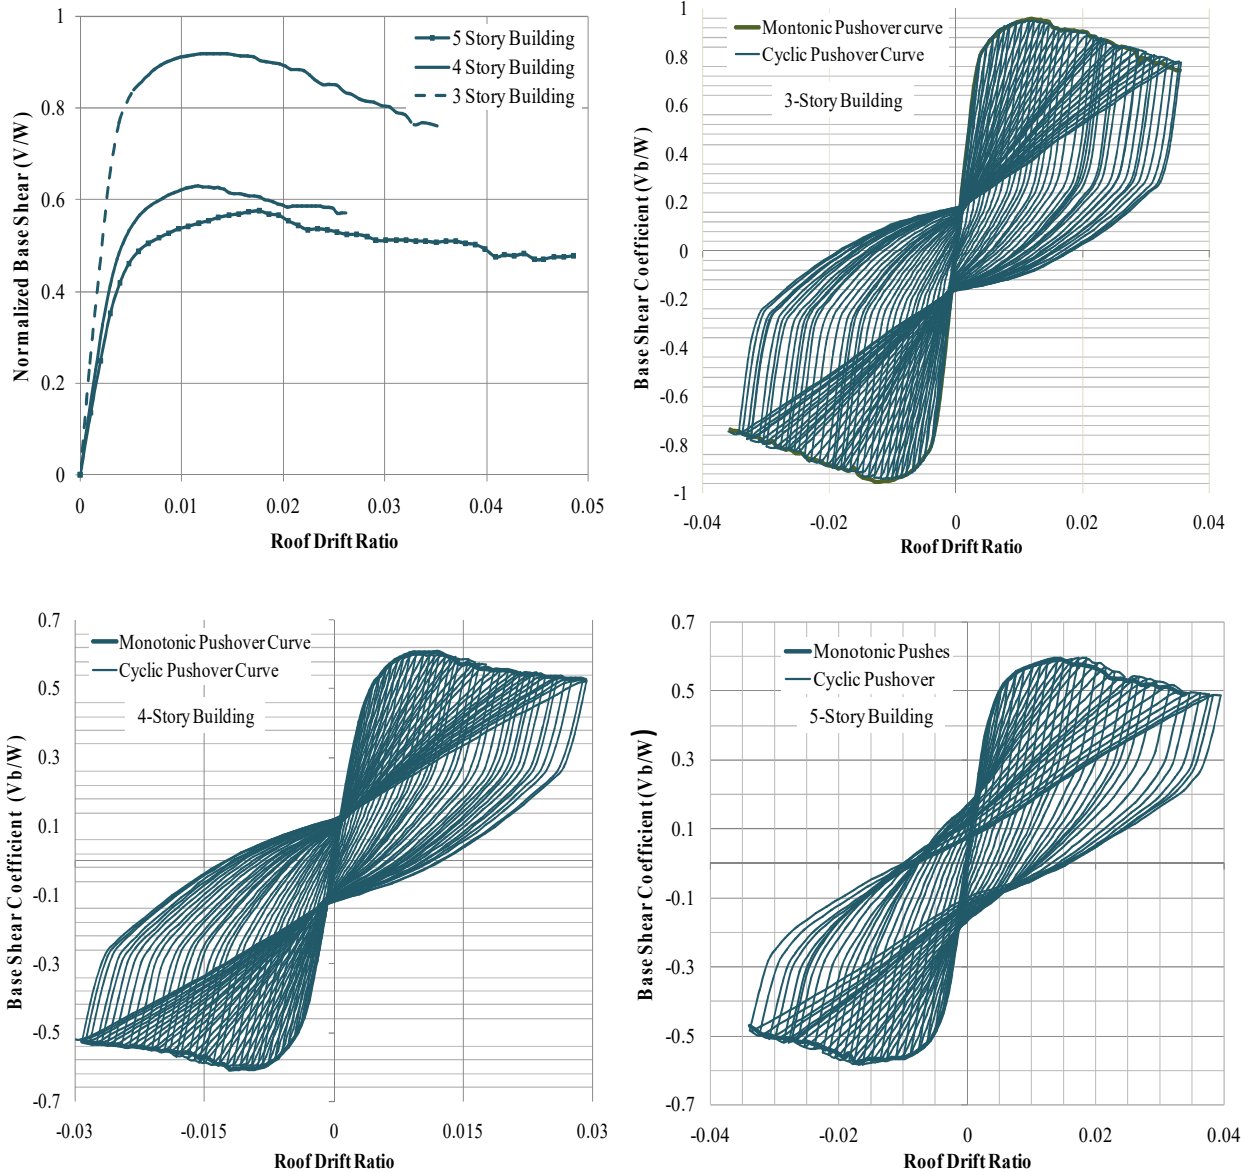 1
0.8
0.6
0.4
0.2
0
Normalized Base Shear (V/W)
5 Story Building
4 Story Building
3 Story Building
0 0.01 0.02 0.03 0.04 0.05
Roof Drift Ratio
1
0.8
0.6
0.4
0.2
0
-0.2
-0.4
-0.6
-0.8
-1
Base Shear Coefficient (Vb/W)
Montonic Pushover curve
Cyclic Pushover Curve
3-Story Building
-0.04 -0.02 0 0.02 0.04
Roof Drift Ratio
0.7
0.5
0.3
0.1
-0.1
-0.3
-0.5
-0.7
Base Shear Coefficient (Vb/W)
Monotonic Pushover Curve
Cyclic Pushover Curve
4-Story Building
-0.03 -0.015 0 0.015 0.03
Roof Drift Ratio
0.7
0.5
0.3
0.1
-0.1
-0.3
-0.5
-0.7
Base Shear Coefficient (Vb/W)
Monotonic Pushes
Cyclic Pushover
5-Story Building
-0.04 -0.02 0 0.02 0.04
Roof Drift Ratio